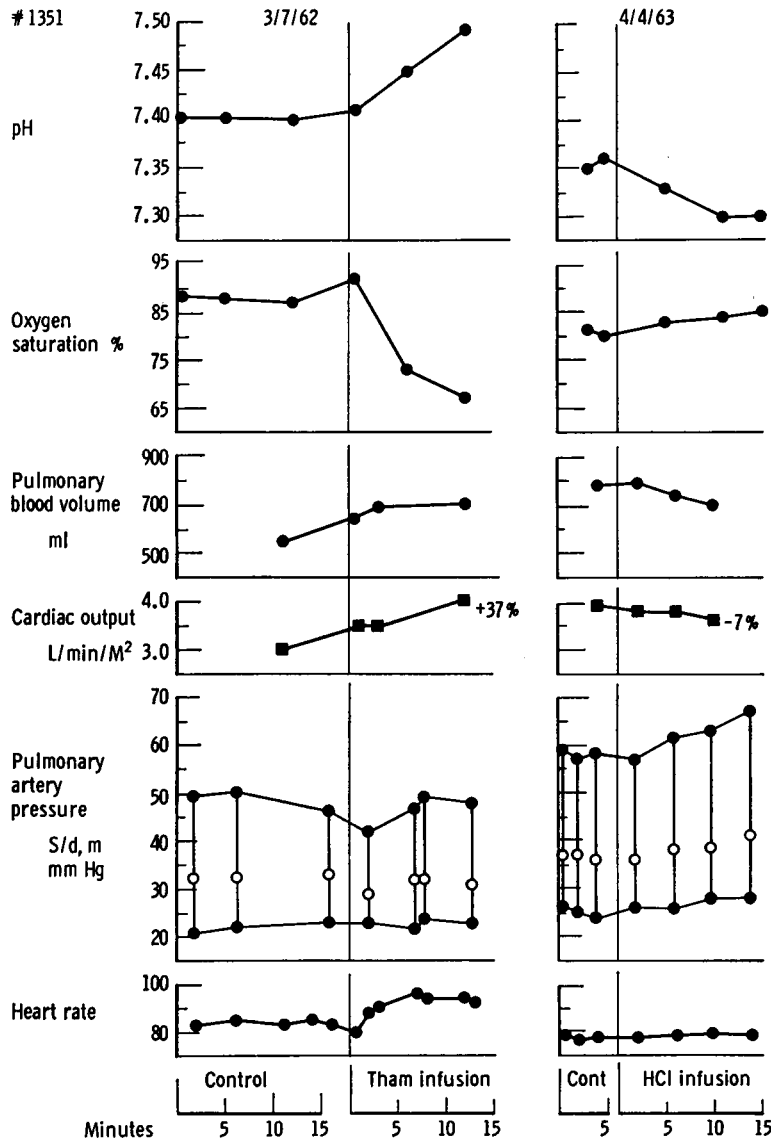 #1351 3/7/62 4/4/63
7.50
7.45
7.40
pH
7.35
7.30
95
85
Oxygen
saturation %
75
65
900
Pulmonary
blood volume
700
ml
500
4.0
Cardiac output
+37%
-7%
L/min/M²
3.0
70
60
Pulmonary
artery
pressure
50
S/d, m
40
mm Hg
30
20
100
Heart rate
80
Control Tham infusion Cont HCl infusion
Minutes 5 10 15 5 10 15 5 5 10 15